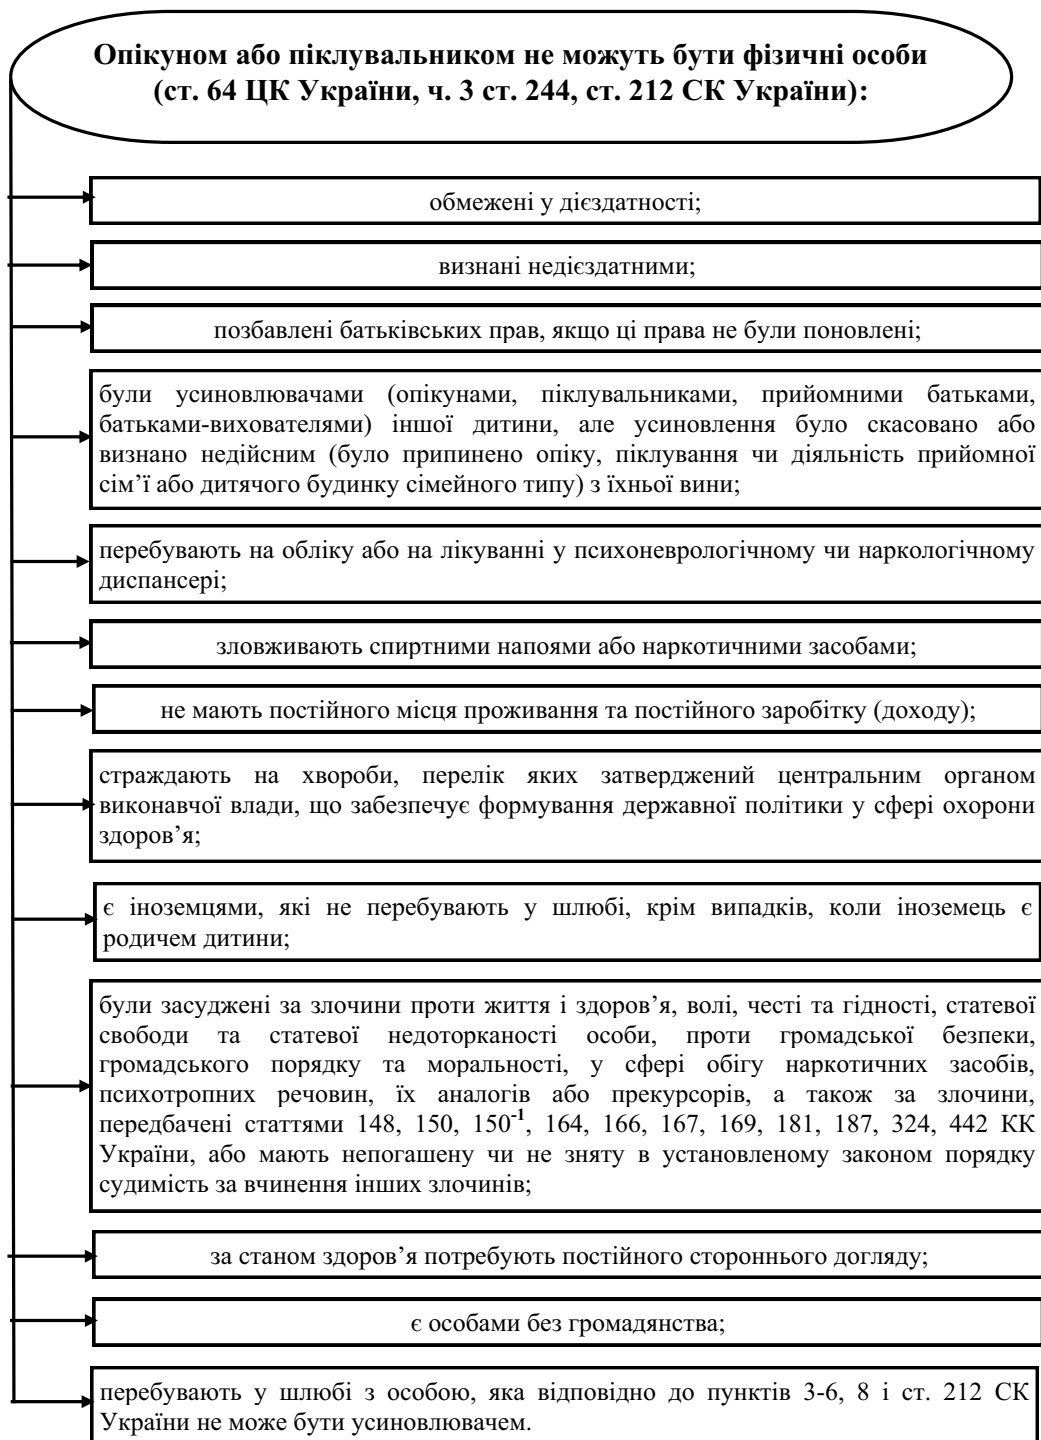 Опікуном або піклувальником не можуть бути фізичні особи
(ст. 64 ЦК України, ч. 3 ст. 244, ст. 212 СК України):
обмежені у дієздатності;
визнані недієздатними;
позбавлені батьківських прав, якщо ці права не були поновлені;
були усиновлювачами (опікунами, піклувальниками, прийомними батьками,
батьками-вихователями) іншої дитини, але усиновлення було скасовано або
визнано недійсним (було припинено опіку, піклування чи діяльність прийомної
сім’ї або дитячого будинку сімейного типу) з їхньої вини;
перебувають на обліку або на лікуванні у психоневрологічному чи наркологічному
диспансері;
зловживають спиртними напоями або наркотичними засобами;
не мають постійного місця проживання та постійного заробітку (доходу);
страждають на хвороби, перелік яких затверджений центральним органом
виконавчої влади, що забезпечує формування державної політики у сфері охорони
здоров’я;
є іноземцями, які не перебувають у шлюбі, крім випадків, коли іноземець є
родичем дитини;
були засуджені за злочини проти життя і здоров’я, волі, честі та гідності, статевої
свободи та статевої недоторканості особи, проти громадської безпеки,
громадського порядку та моральності, у сфері обігу наркотичних засобів,
психотропних речовин, їх аналогів або прекурсорів, а також за злочини,
передбачені статтями 148, 150, 150-1, 164, 166, 167, 169, 181, 187, 324, 442 КК
України, або мають непогашену чи не зняту в установленому законом порядку
судимість за вчинення інших злочинів;
за станом здоров’я потребують постійного стороннього догляду;
є особами без громадянства;
перебувають у шлюбі з особою, яка відповідно до пунктів 3-6, 8 і ст. 212 СК
України не може бути усиновлювачем.